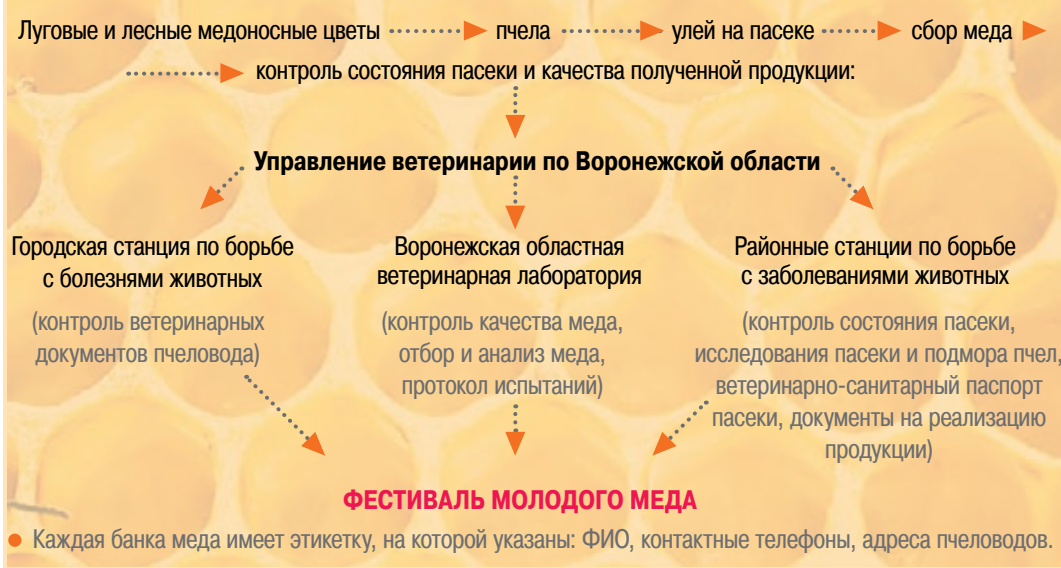 Луговые и лесные медоносные цветы пчела улей на пасеке сбор меда
контроль состояния пасеки и качества полученной продукции:
Управление ветеринарии по Воронежской области
Городская станция по борьбе
с болезнями животных
(контроль ветеринарных
документов пчеловода)
Воронежская областная
ветеринарная лаборатория
(контроль качества меда,
отбор и анализ меда,
протокол испытаний)
Районные станции по борьбе
с заболеваниями животных
(контроль состояния пасеки,
исследования пасеки и подмора пчел,
ветеринарно-санитарный паспорт
пасеки, документы на реализацию
продукции)
ФЕСТИВАЛЬ МОЛОДОГО МЕДА
● Каждая банка меда имеет этикетку, на которой указаны: ФИО, контактные телефоны, адреса пчеловодов.